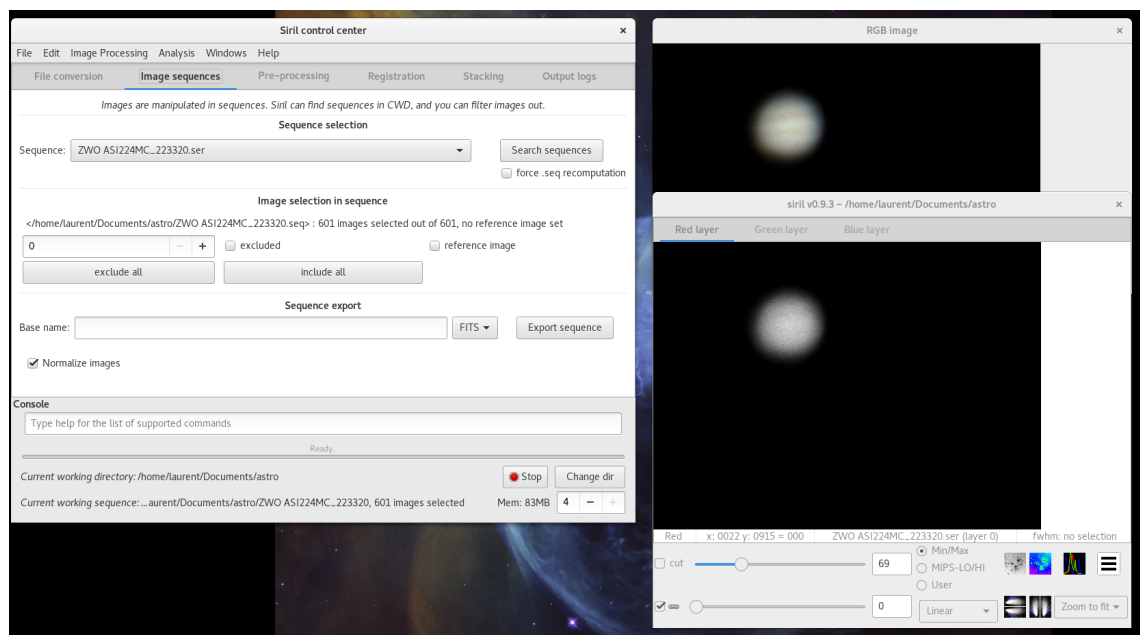 Siril control center
File Edit Image Processing Analysis Windows Help
File conversion Image sequences Pre-processing Registration Stacking Output logs
Images are manipulated in sequences. Siril can find sequences in CWD, and you can filter images out.
Sequence selection
Sequence: ZWO ASI224MC_223320.ser Search sequences
force .seq recomputation
Image selection in sequence
</home/laurent/Documents/astro/ZWO ASI224MC_223320.seq> : 601 images selected out of 601, no reference image set
0 − + excluded reference image
exclude all include all
Sequence export
Base name: FITS Export sequence
Normalize images
Console
Type help for the list of supported commands
Ready.
Current working directory: /home/laurent/Documents/astro Stop Change dir
Current working sequence: ...aurent/Documents/astro/ZWO ASI224MC_223320, 601 images selected Mem: 83MB 4 − +
RGB image
siril v0.9.3 – /home/laurent/Documents/astro
Red layer Green layer Blue layer
Red x: 0022 y: 0915 = 000 ZWO ASI224MC_223320.ser (layer 0) fwhm: no selection
cut 69 Min/Max
MIPS-LO/HI
User
0 Linear Zoom to fit